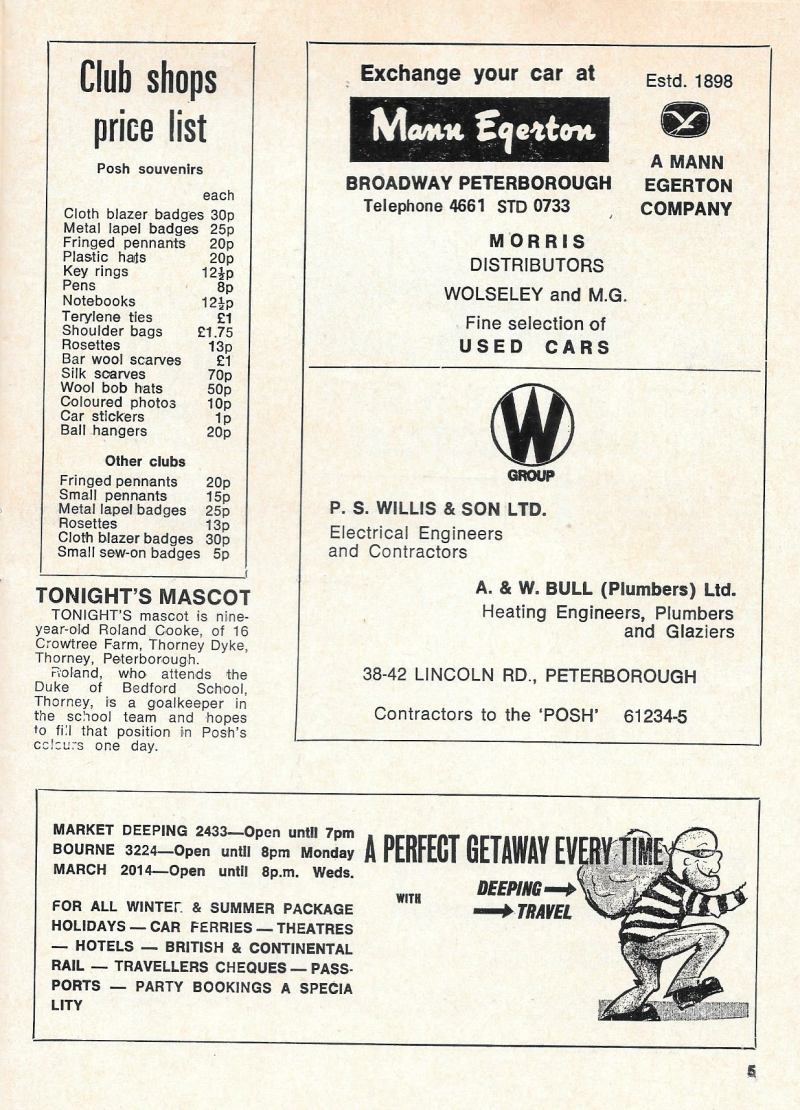 Club shops
price list
Posh souvenirs
each
Cloth blazer badges 30p
Metal lapel badges 25p
Fringed pennants 20p
Plastic hats 20p
Key rings 12½p
Pens 8p
Notebooks 12½p
Terylene ties £1
Shoulder bags £1.75
Rosettes 13p
Bar wool scarves £1
Silk scarves 70p
Wool bob hats 50p
Coloured photos 10p
Car stickers 1p
Ball hangers 20p
Other clubs
Fringed pennants 20p
Small pennants 15p
Metal lapel badges 25p
Rosettes 13p
Cloth blazer badges 30p
Small sew-on badges 5p
TONIGHT'S MASCOT
TONIGHT'S mascot is nine-
year-old Roland Cooke, of 16
Crowtree Farm, Thorney Dyke,
Thorney, Peterborough.
Roland, who attends the
Duke of Bedford School,
Thorney, is a goalkeeper in
the school team and hopes
to fill that position in Posh's
colours one day.
Exchange your car at
Mann Egerton
BROADWAY PETERBOROUGH
Telephone 4661 STD 0733
Estd. 1898
A MANN
EGERTON
COMPANY
MORRIS
DISTRIBUTORS
WOLSELEY and M.G.
Fine selection of
USED CARS
W
GROUP
P. S. WILLIS & SON LTD.
Electrical Engineers
and Contractors
A. & W. BULL (Plumbers) Ltd.
Heating Engineers, Plumbers
and Glaziers
38-42 LINCOLN RD., PETERBOROUGH
Contractors to the 'POSH' 61234-5
MARKET DEEPING 2433—Open until 7pm
BOURNE 3224—Open until 8pm Monday
MARCH 2014—Open until 8p.m. Weds.
FOR ALL WINTER & SUMMER PACKAGE
HOLIDAYS — CAR FERRIES — THEATRES
— HOTELS — BRITISH & CONTINENTAL
RAIL — TRAVELLERS CHEQUES — PASS-
PORTS — PARTY BOOKINGS A SPECIA
LITY
A PERFECT GETAWAY EVERY TIME
WITH
DEEPING
TRAVEL
5